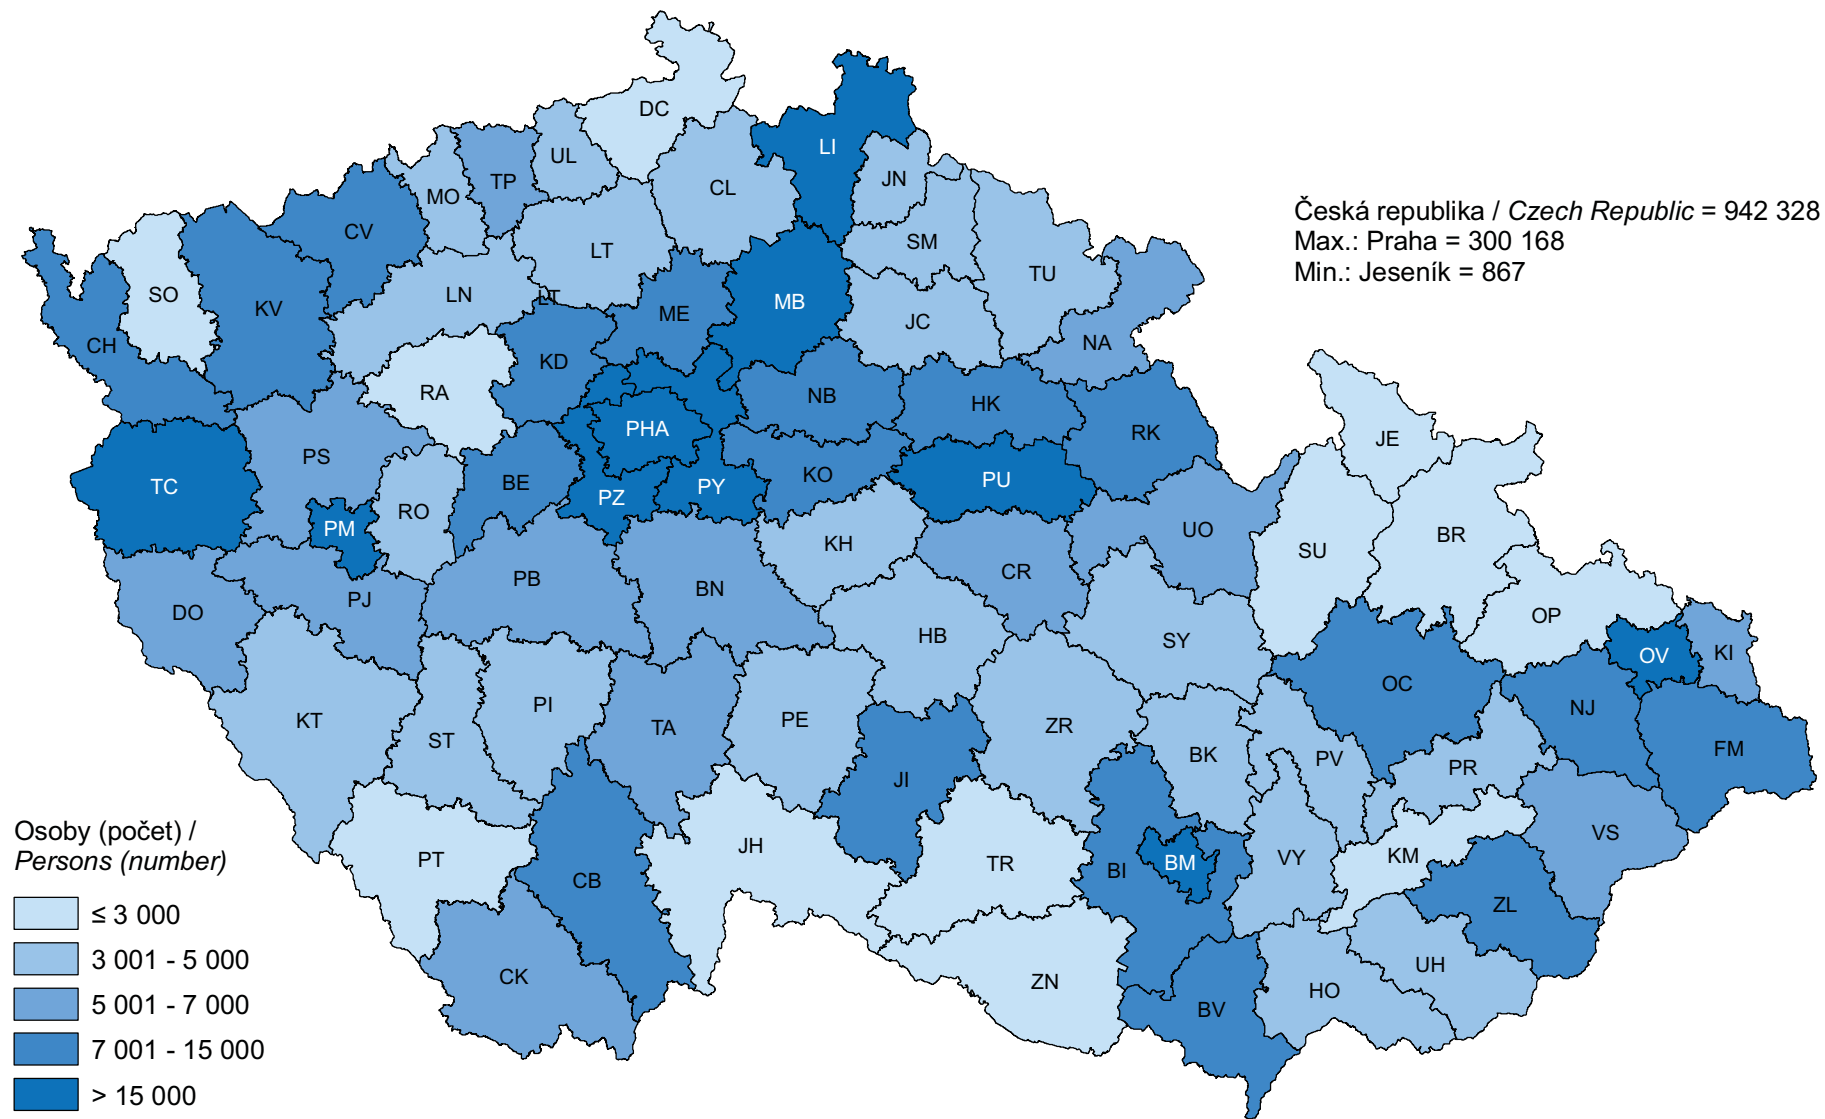 DC
LI
UL
TP
MO
CL
JN
CV
SM
LT
TU
SO
KV
LN
LT
ME
MB
JC
NA
CH
KD
RA
NB
HK
PHA
RK
JE
PS
TC
BE
PZ
PY
KO
PU
RO
PM
UO
SU
BR
KH
CR
PB
BN
PJ
DO
OP
HB
SY
OV
KI
OC
KT
PI
ST
TA
PE
ZR
NJ
FM
BK
PV
PR
JI
VS
PT
JH
CB
TR
BI
BM
VY
KM
ZL
CK
ZN
UH
HO
BV
Česká republika / Czech Republic = 942 328
Max.: Praha = 300 168
Min.: Jeseník = 867
Osoby (počet) /
Persons (number)
≤ 3 000
3 001 - 5 000
5 001 - 7 000
7 001 - 15 000
> 15 000